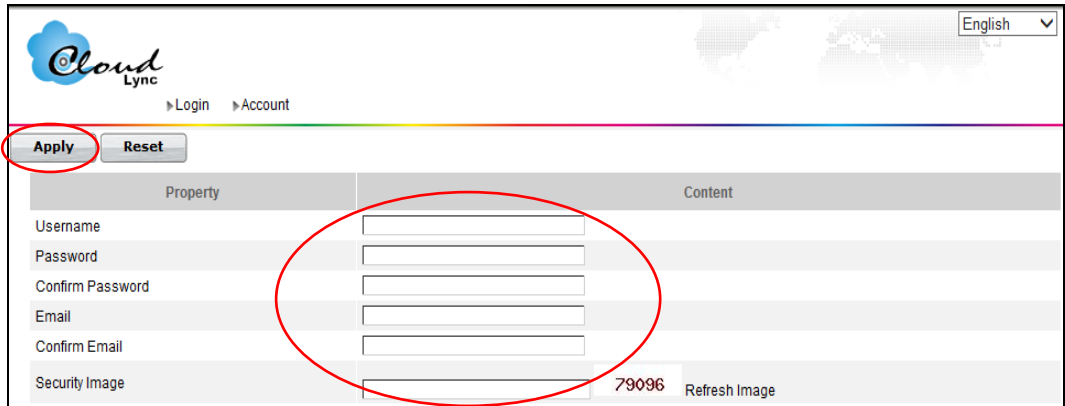 English
Cloud
Lync
Login Account
Apply Reset
Property Content
Username
Password
Confirm Password
Email
Confirm Email
Security Image 79096 Refresh Image